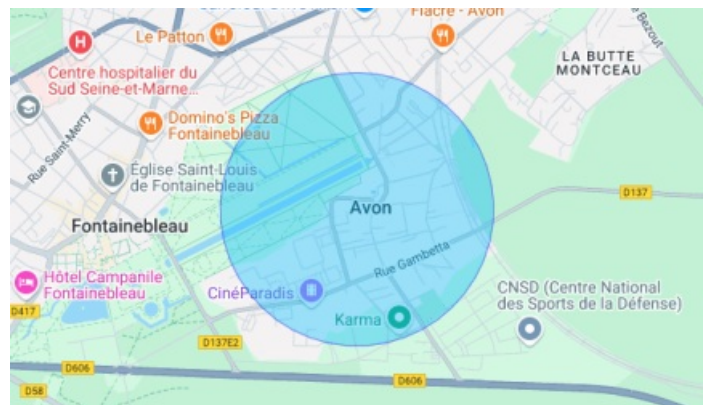 Fiacre - Avon
Le Patton
LA BUTTE
MONTCEAU
Bezout
Centre hospitalier du
Sud Seine-et-Marne...
Domino's Pizza
Fontainebleau
Rue Saint-Merry
Église Saint-Louis
de Fontainebleau
D137
Avon
Fontainebleau
Rue Gambetta
Hôtel Campanile
Fontainebleau
CinéParadis
CNSD (Centre National
des Sports de la Défense)
D417
Karma
D137E2
D606
D606
D58